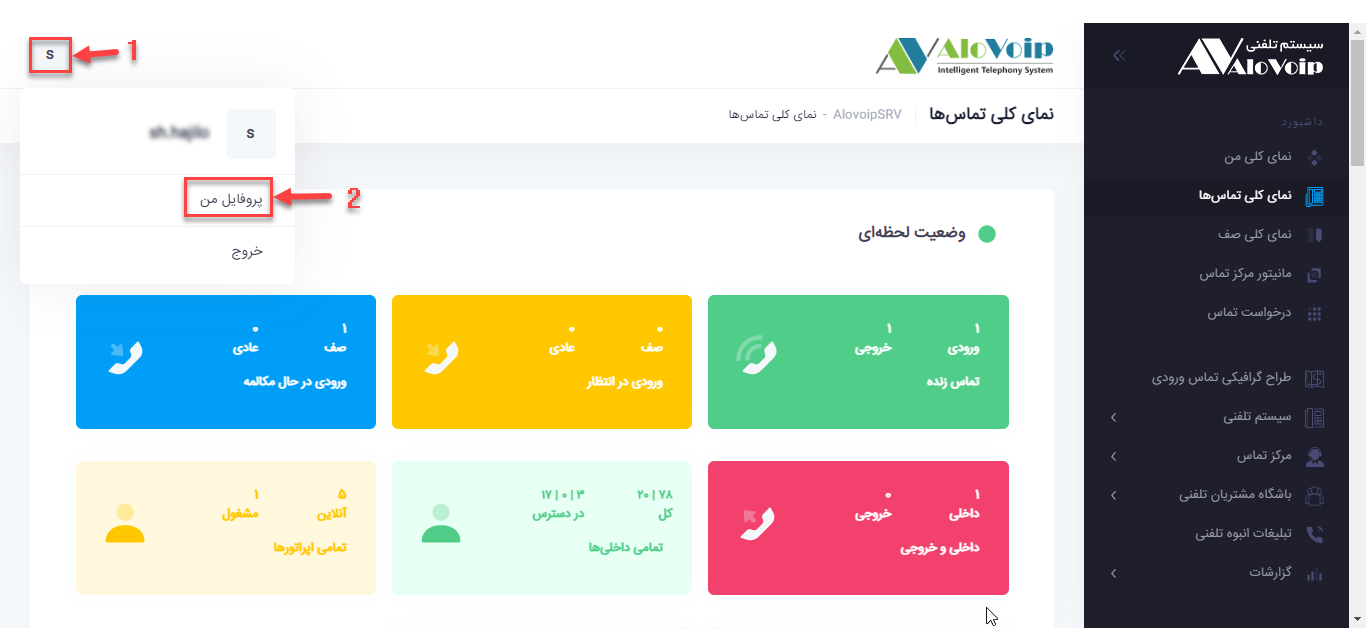 سیستم تلفنی
AloVoip
داشبورد
نمای کلی من
نمای کلی تماس‌ها
نمای کلی صف
مانیتور مرکز تماس
درخواست تماس
طراح گرافیکی تماس ورودی
سیستم تلفنی
مرکز تماس
باشگاه مشتریان تلفنی
تبلیغات انبوه تلفنی
گزارشات
AloVoip
Intelligent Telephony System
S
1
نمای کلی تماس‌ها
AlovoipSRV - نمای کلی تماس‌ها
S
پروفایل من
2
خروج
وضعیت لحظه‌ای
۱ ۱
ورودی خروجی
تماس زنده
۰ ۰
صف عادی
ورودی در انتظار
۱ ۰
صف عادی
ورودی در حال مکالمه
۱ ۰
داخلی خروجی
داخلی و خروجی
۷۸ | ۲۰ ۳ | ۰ | ۱۷
کل در دسترس
تمامی داخلی‌ها
۵ ۱
آنلاین مشغول
تمامی اپراتورها